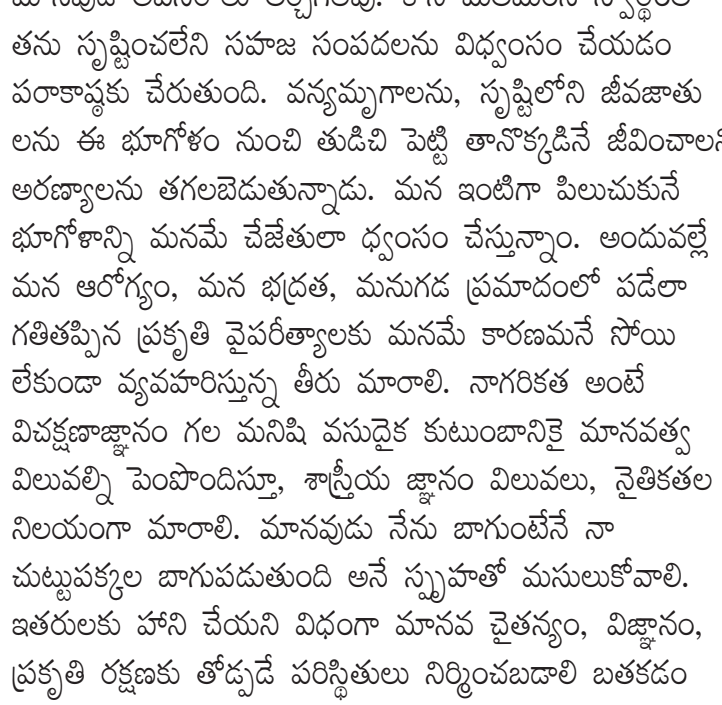 తను సృష్టించలేని సహజ సంపదలను విధ్వంసం చేయడం
పరాకాష్ఠకు చేరుతుంది. వన్యమృగాలను, సృష్టిలోని జీవజాతు
లను ఈ భూగోళం నుంచి తుడిచి పెట్టి తానొక్కడినే జీవించాలని
అరణ్యాలను తగలబెడుతున్నాడు. మన ఇంటిగా పిలుచుకునే
భూగోళాన్ని మనమే చేజేతులా ధ్వంసం చేస్తున్నాం. అందువల్లే
మన ఆరోగ్యం, మన భద్రత, మనుగడ ప్రమాదంలో పడేలా
గతితప్పిన ప్రకృతి వైపరీత్యాలకు మనమే కారణమనే సోయి
లేకుండా వ్యవహరిస్తున్న తీరు మారాలి. నాగరికత అంటే
విచక్షణాజ్ఞానం గల మనిషి వసుదైక కుటుంబానికై మానవత్వ
విలువల్ని పెంపొందిస్తూ, శాస్త్రీయ జ్ఞానం విలువలు, నైతికతల
నిలయంగా మారాలి. మానవుడు నేను బాగుంటేనే నా
చుట్టుపక్కల బాగుపడుతుంది అనే స్పృహతో మసులుకోవాలి.
ఇతరులకు హాని చేయని విధంగా మానవ చైతన్యం, విజ్ఞానం,
ప్రకృతి రక్షణకు తోడ్పడే పరిస్థితులు నిర్మించబడాలి బతకడం